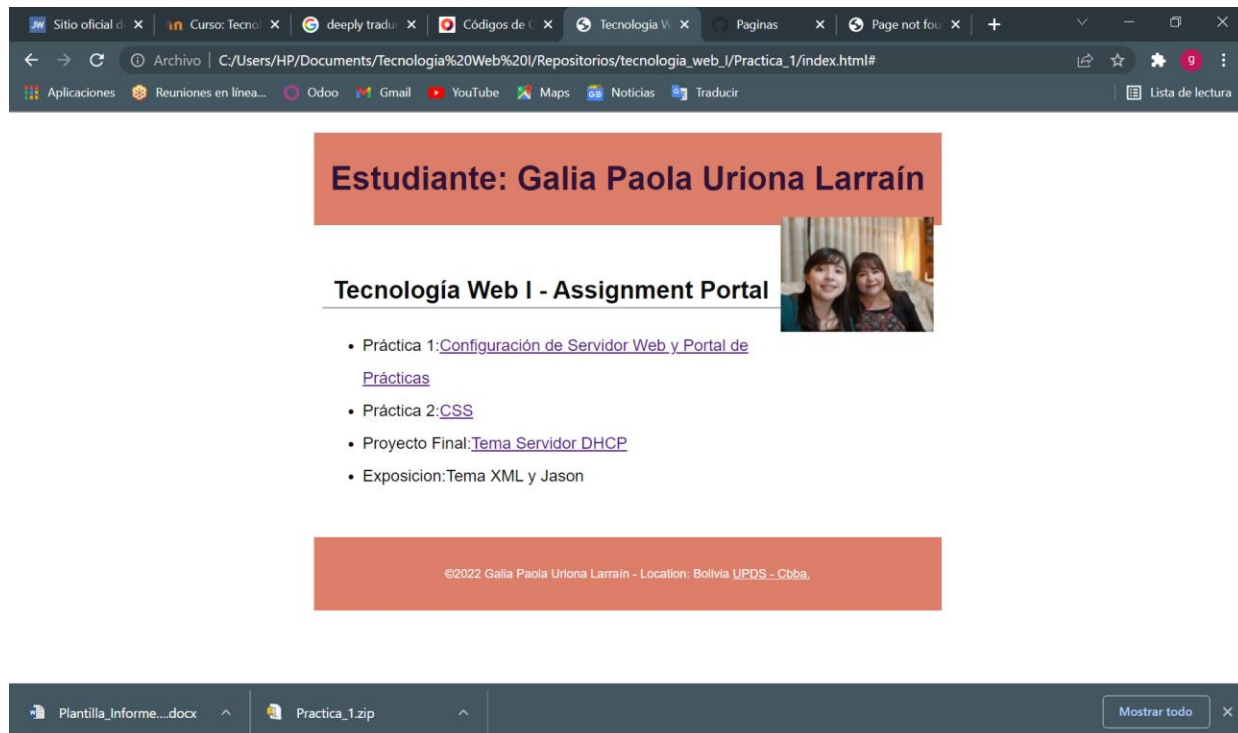 Sitio oficial d
Curso: Tecnol
deeply tradu
Códigos de C
Tecnologia W
Paginas
Page not fou
Archivo | C:/Users/HP/Documents/Tecnologia%20Web%20I/Repositorios/tecnologia_web_I/Practica_1/index.html#
g
Aplicaciones Reuniones en línea... Odoo Gmail YouTube Maps Noticias Traducir Lista de lectura
Estudiante: Galia Paola Uriona Larraín
Tecnología Web I - Assignment Portal
• Práctica 1:Configuración de Servidor Web y Portal de
Prácticas
• Práctica 2:CSS
• Proyecto Final:Tema Servidor DHCP
• Exposicion:Tema XML y Jason
©2022 Galia Paola Uriona Larraín - Location: Bolivia UPDS - Cbba.
Plantilla_Informe....docx Practica_1.zip Mostrar todo